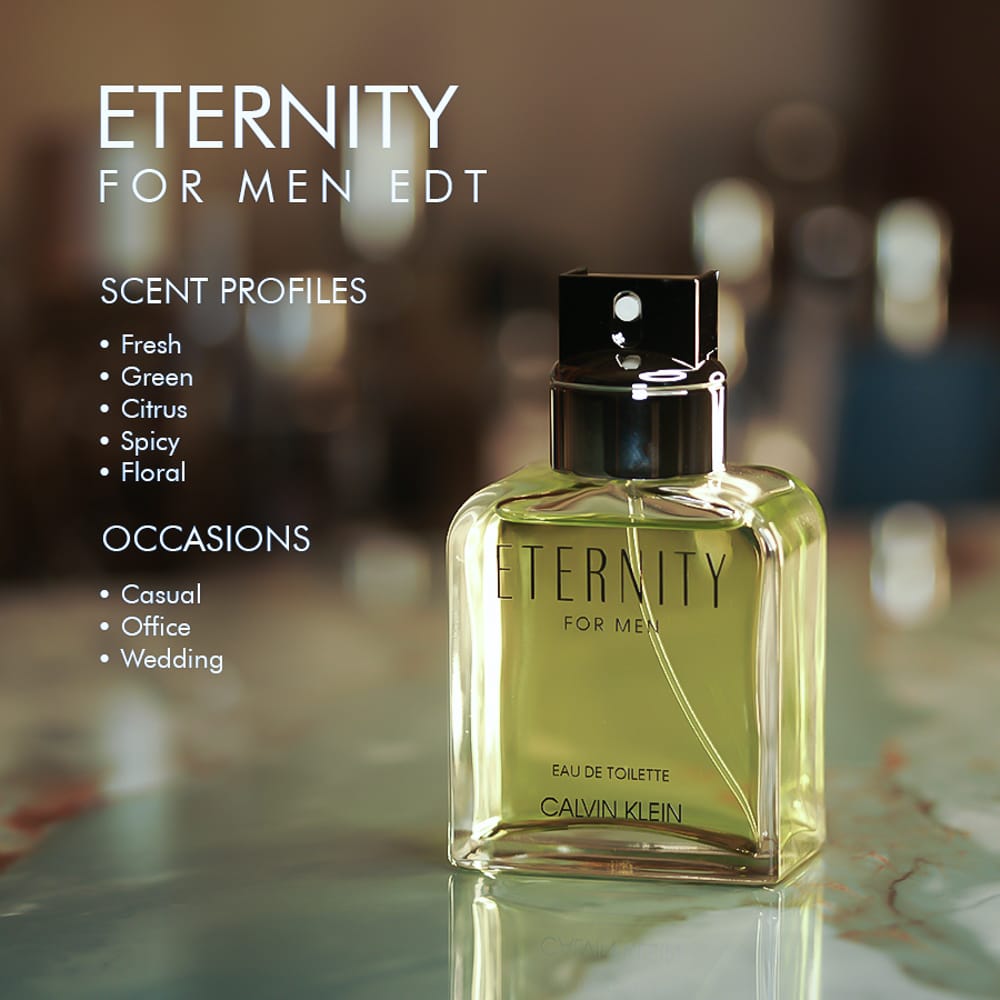 ETERNITY
FOR MEN EDT
SCENT PROFILES
• Fresh
• Green
• Citrus
• Spicy
• Floral
OCCASIONS
• Casual
• Office
• Wedding
ETERNITY
FOR MEN
EAU DE TOILETTE
CALVIN KLEIN